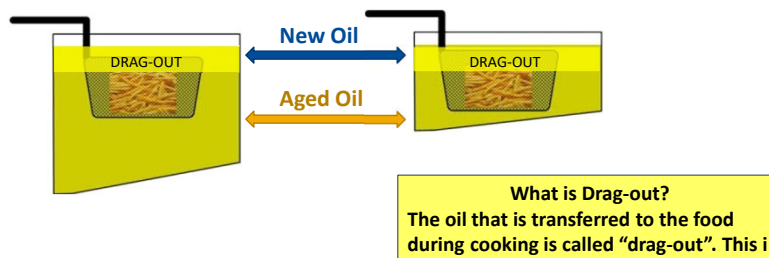 New Oil
DRAG-OUT
DRAG-OUT
Aged Oil
What is Drag-out?
The oil that is transferred to the food
during cooking is called “drag-out”. This i